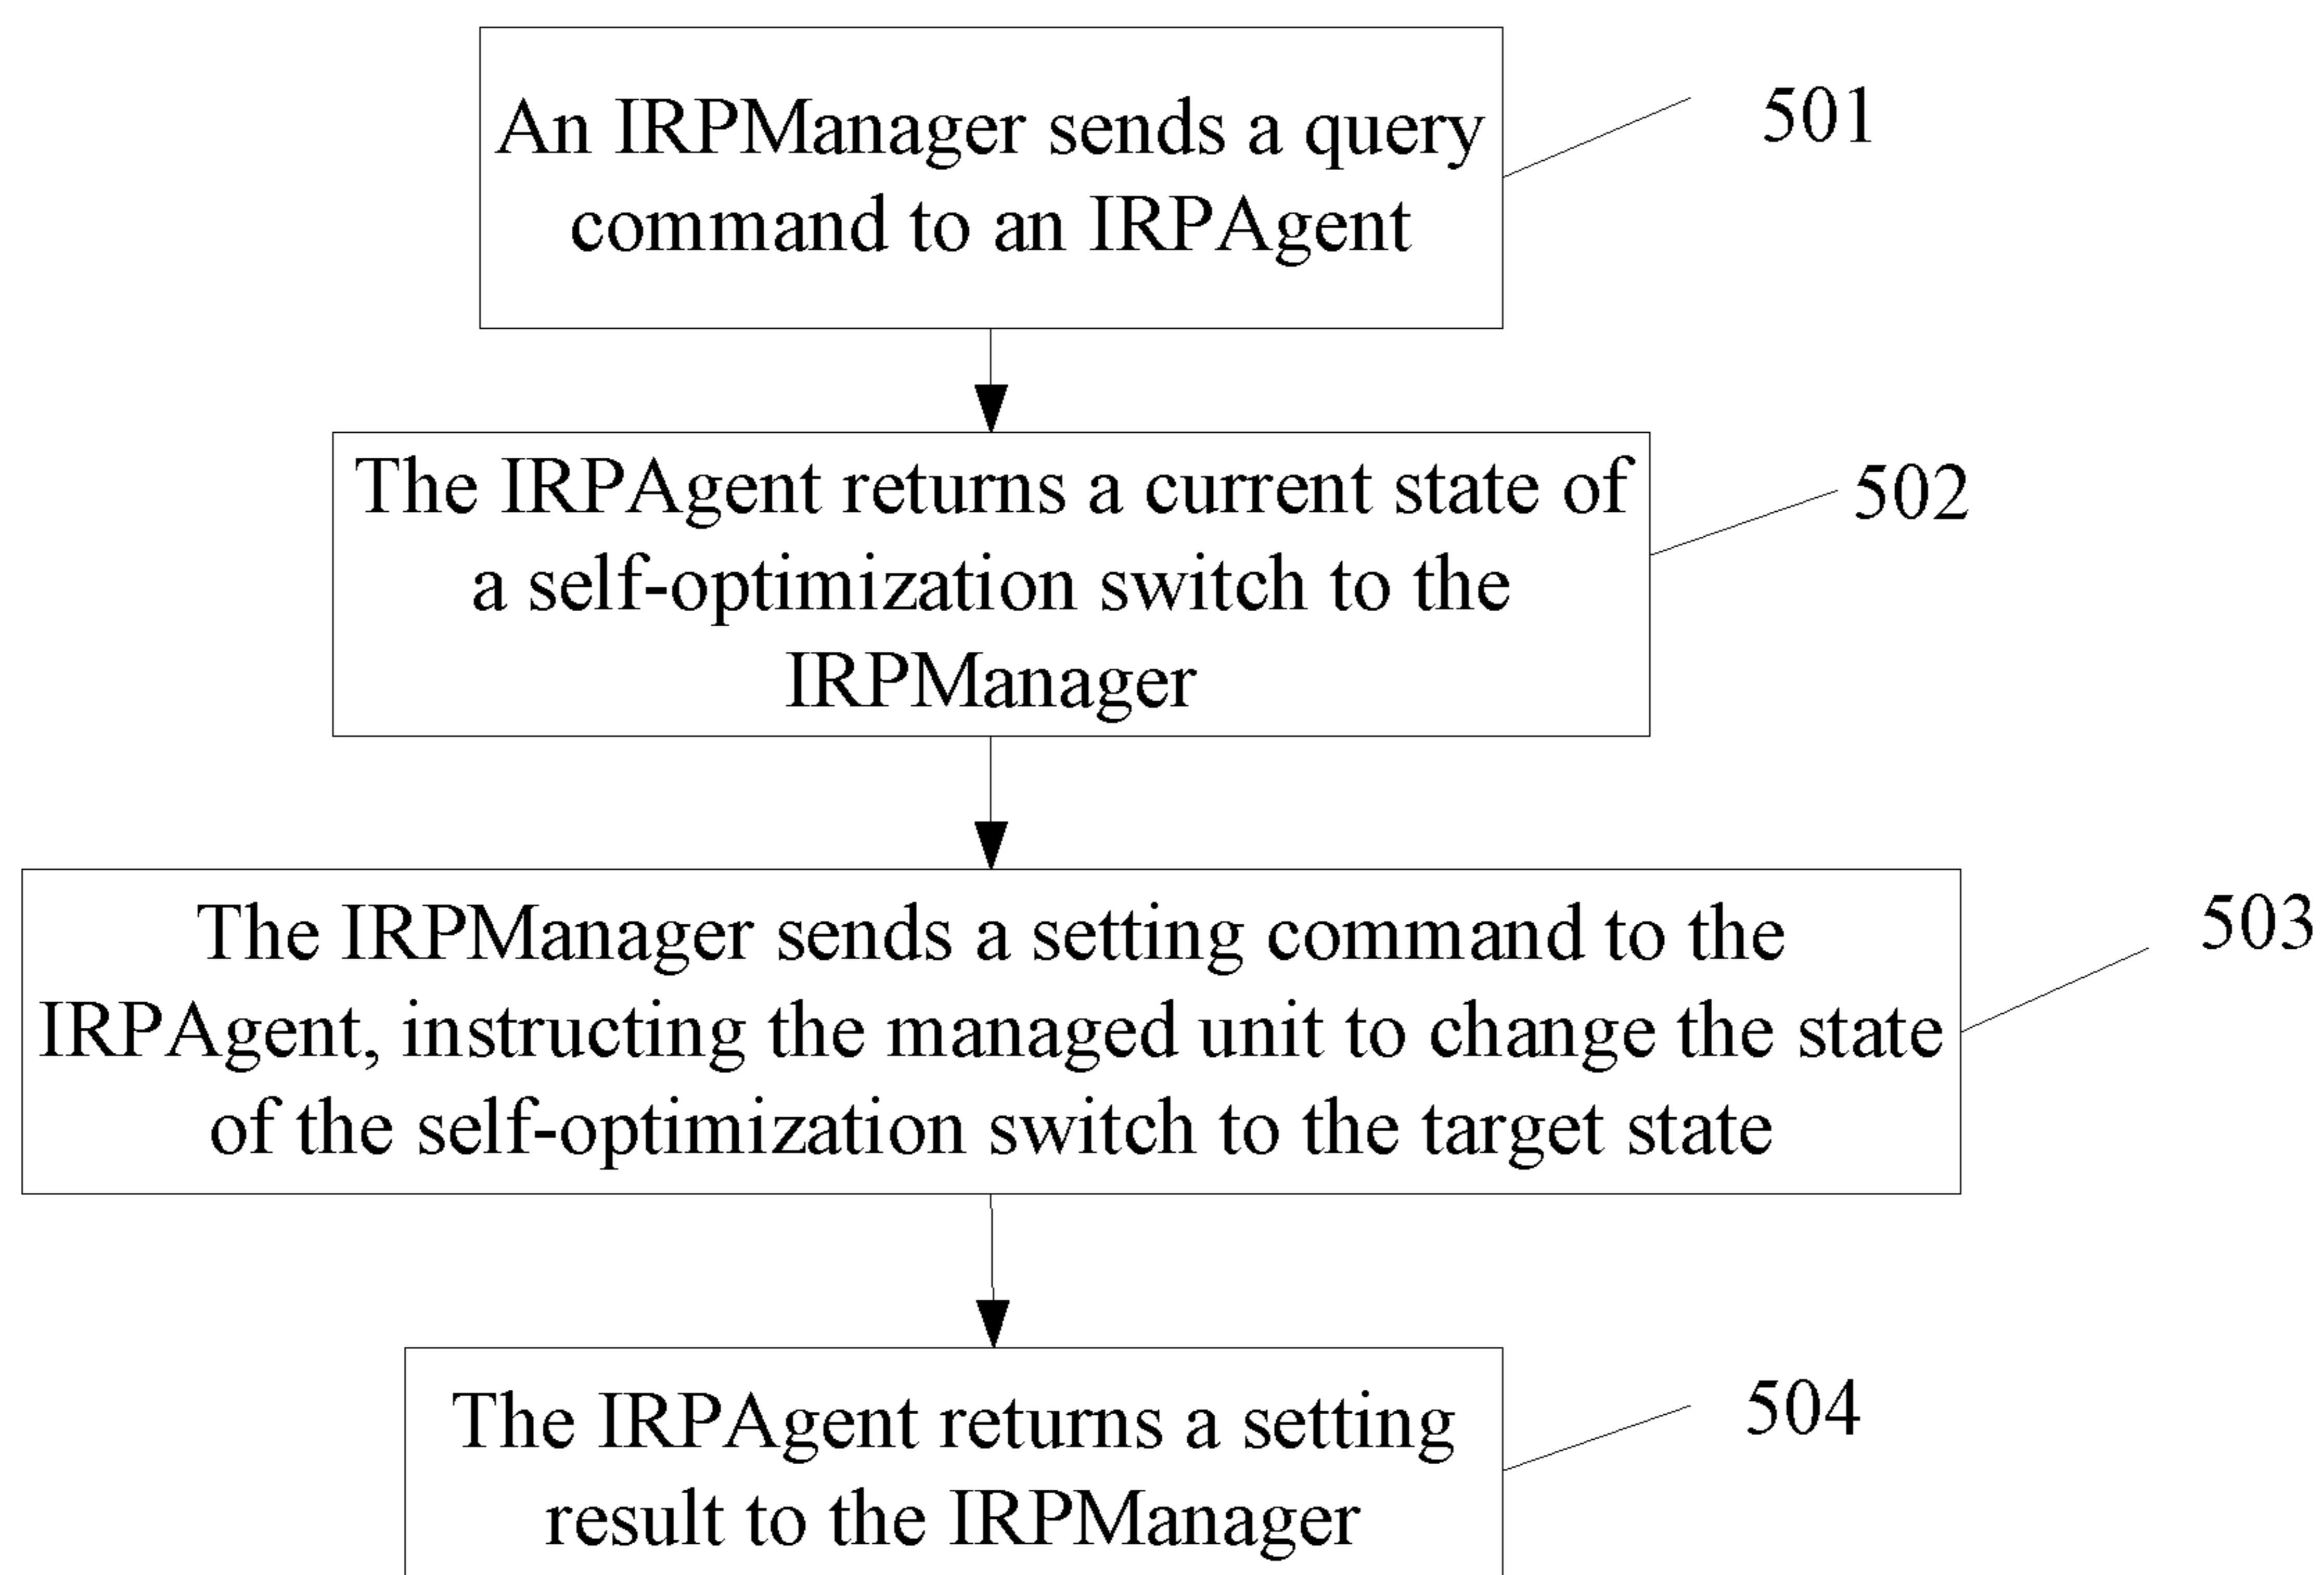 An IRPManager sends a query
command to an IRPAgent
501
The IRPAgent returns a current state of
a self-optimization switch to the
IRPManager
502
The IRPManager sends a setting command to the
IRPAgent, instructing the managed unit to change the state
of the self-optimization switch to the target state
503
The IRPAgent returns a setting
result to the IRPManager
504